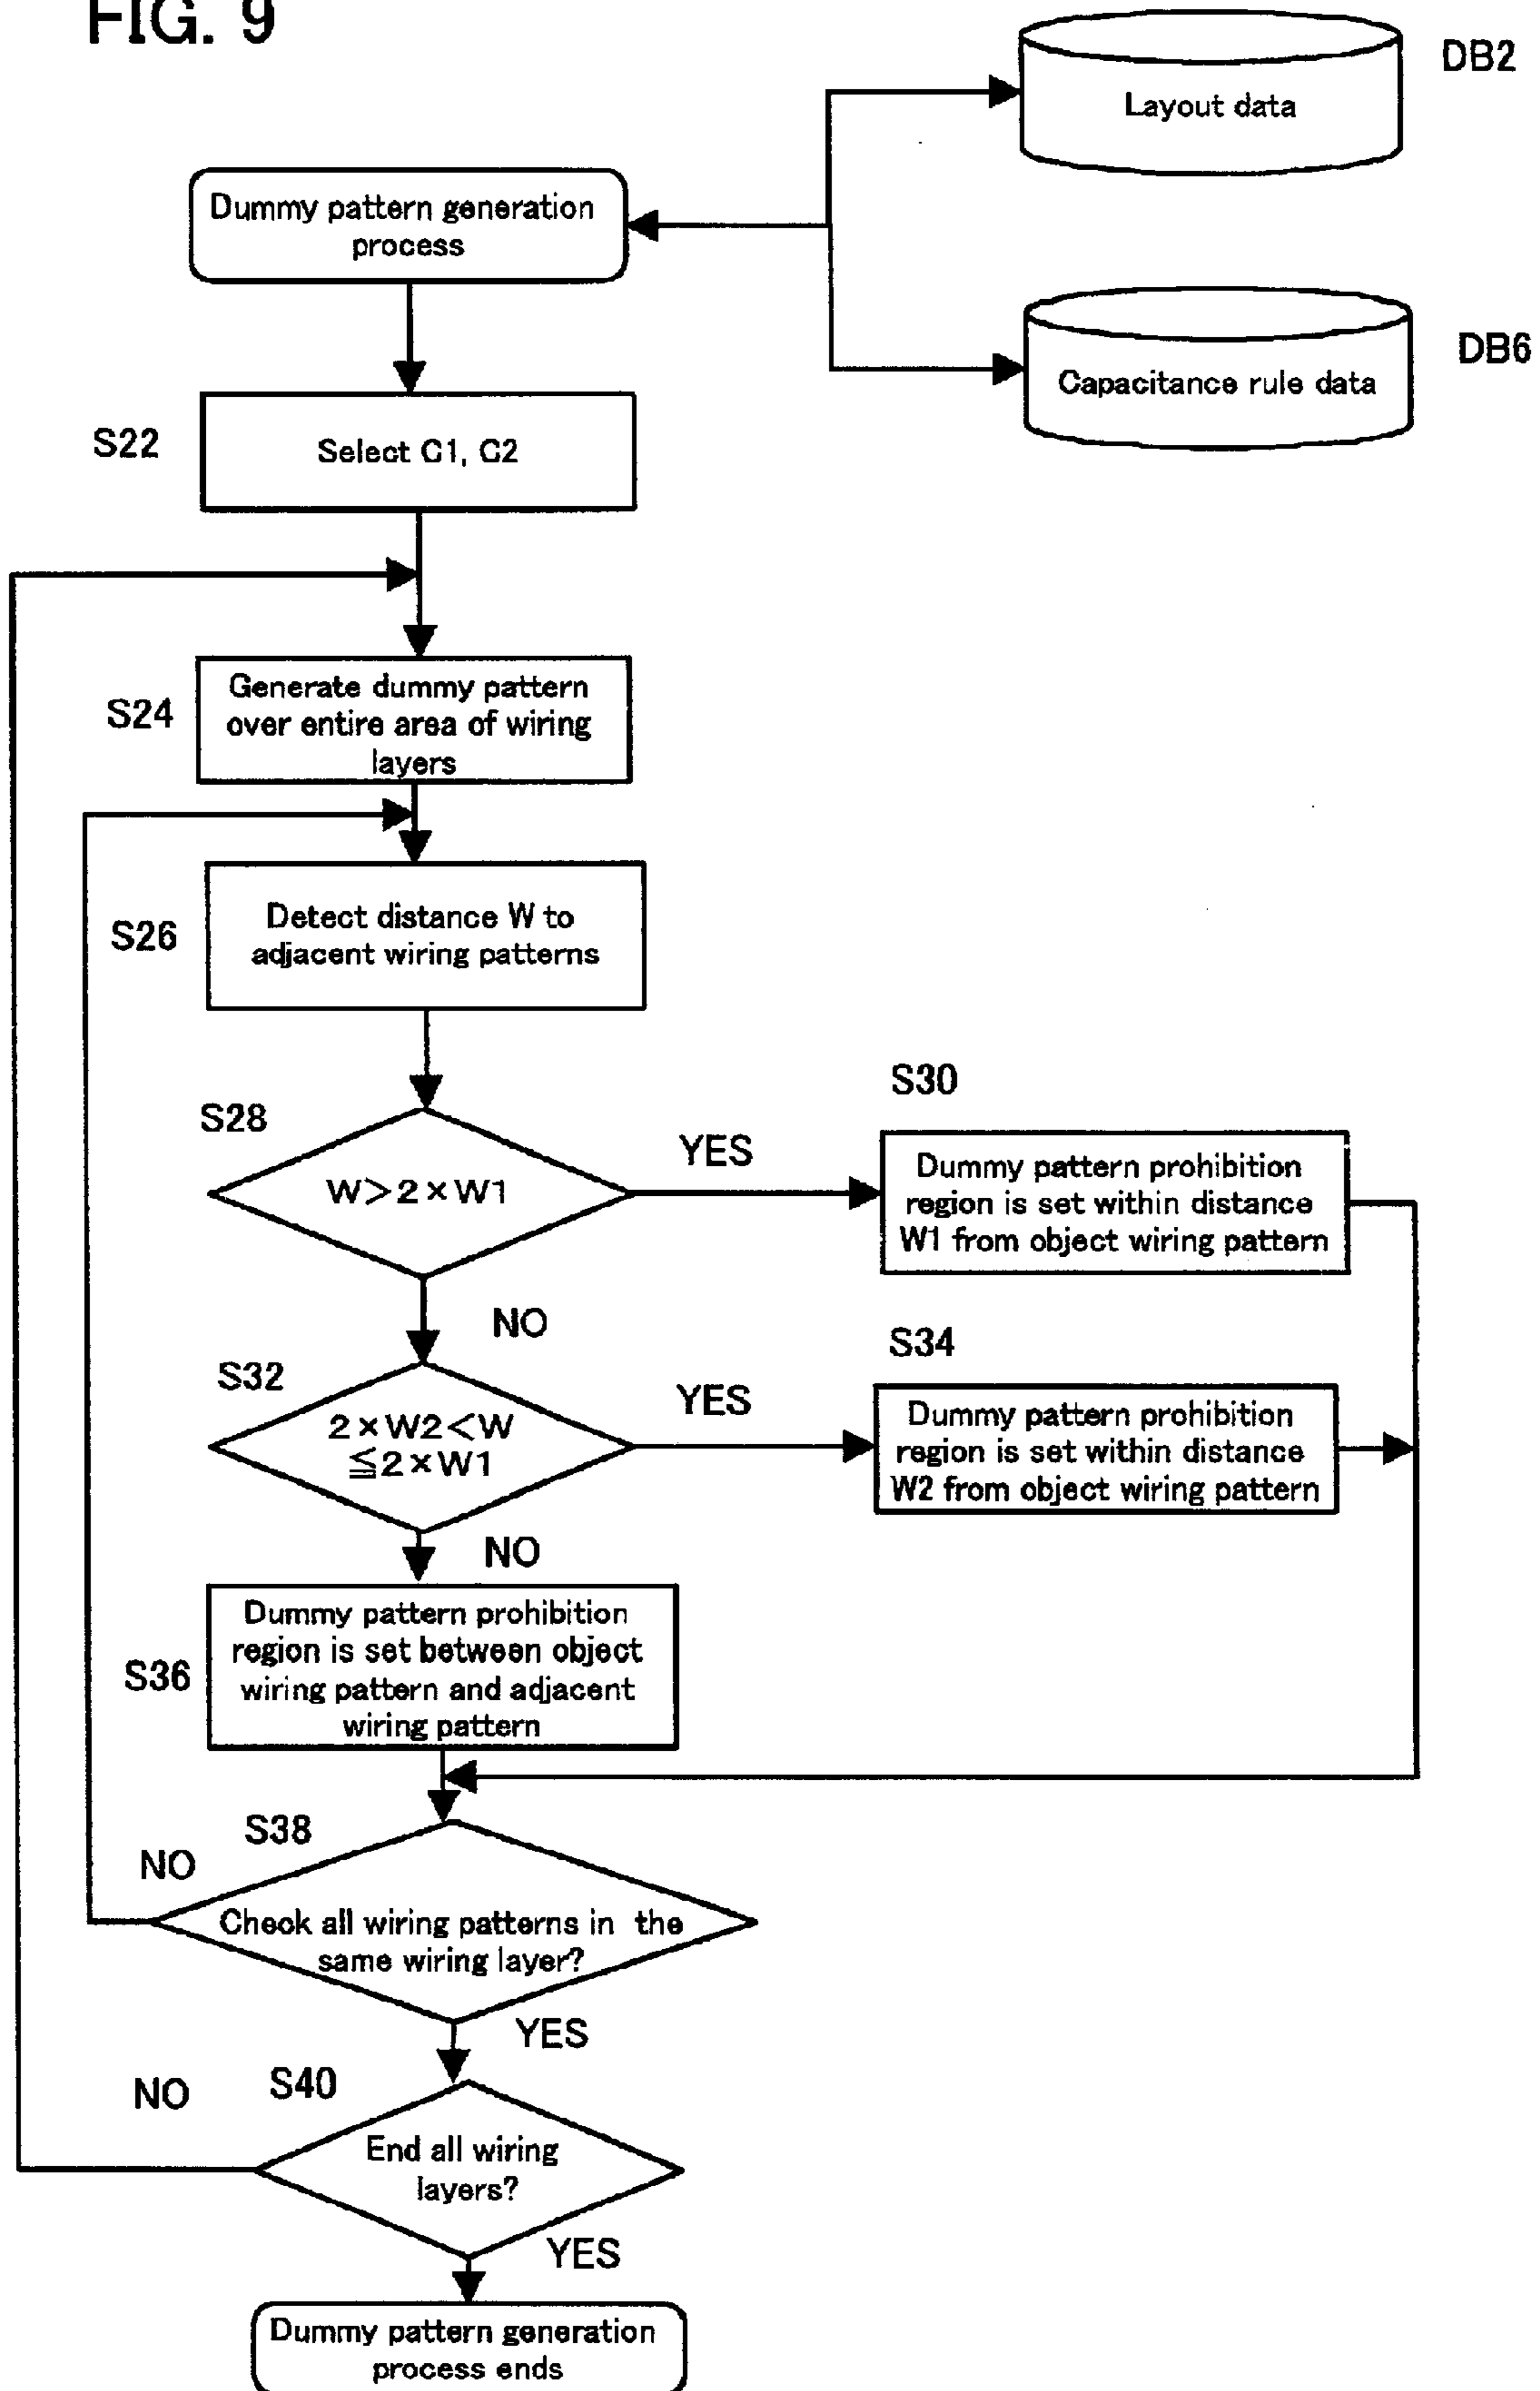 FIG. 9
DB2
Layout data
Dummy pattern generation
process
DB6
Capacitance rule data
S22
Select C1, C2
S24
Generate dummy pattern
over entire area of wiring
layers
S26
Detect distance W to
adjacent wiring patterns
S28
W>2×W1
YES
S30
Dummy pattern prohibition
region is set within distance
W1 from object wiring pattern
NO
S32
2×W2<W
≦2×W1
YES
S34
Dummy pattern prohibition
region is set within distance
W2 from object wiring pattern
NO
S36
Dummy pattern prohibition
region is set between object
wiring pattern and adjacent
wiring pattern
S38
NO
Check all wiring patterns in the
same wiring layer?
YES
S40
NO
End all wiring
layers?
YES
Dummy pattern generation
process ends